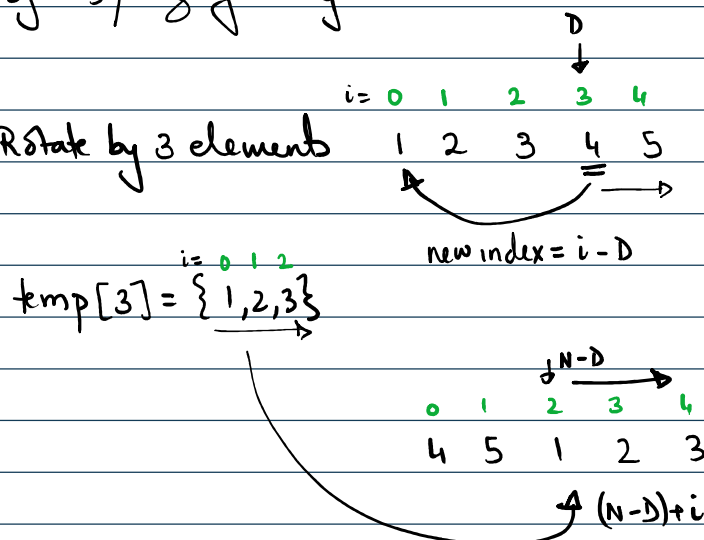 D
i= 0 1 2 3 4
Rotate by 3 elements 1 2 3 4 5
new index = i - D
i= 0 1 2
temp[3] = {1,2,3}
N-D
0 1 2 3 4
4 5 1 2 3
(N-D)+i